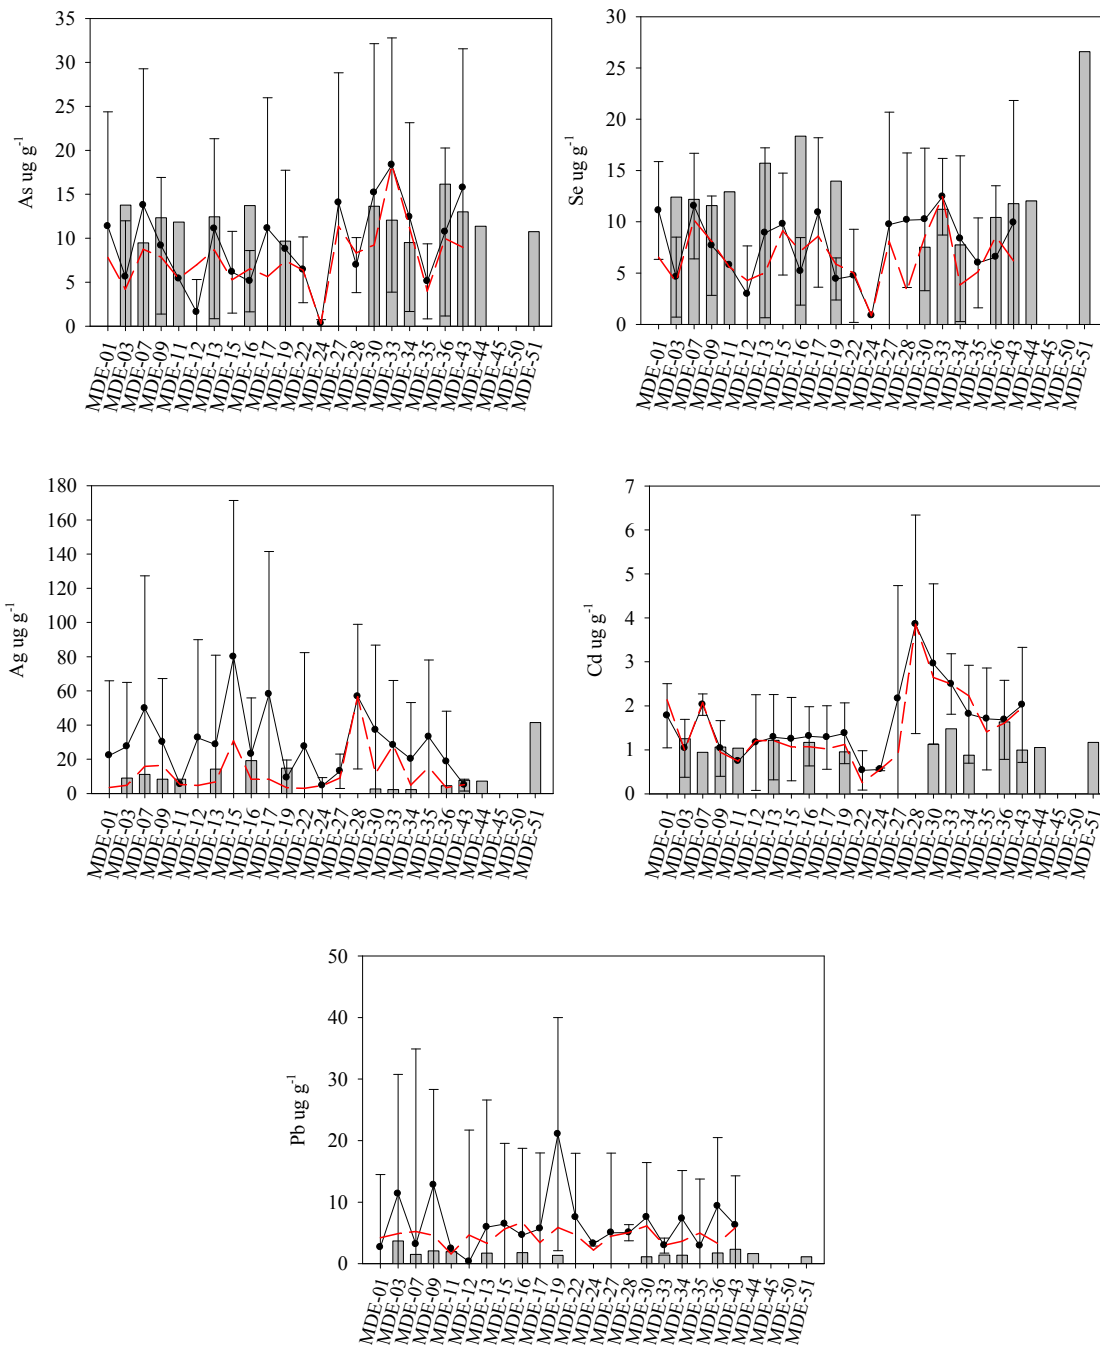 35
30
25
20
15
10
5
0
As ug g-1
MDE-01
MDE-03
MDE-07
MDE-09
MDE-11
MDE-12
MDE-13
MDE-15
MDE-16
MDE-17
MDE-19
MDE-22
MDE-24
MDE-27
MDE-28
MDE-30
MDE-33
MDE-34
MDE-35
MDE-36
MDE-43
MDE-44
MDE-45
MDE-50
MDE-51
30
25
20
15
10
5
0
Se ug g-1
MDE-01
MDE-03
MDE-07
MDE-09
MDE-11
MDE-12
MDE-13
MDE-15
MDE-16
MDE-17
MDE-19
MDE-22
MDE-24
MDE-27
MDE-28
MDE-30
MDE-33
MDE-34
MDE-35
MDE-36
MDE-43
MDE-44
MDE-45
MDE-50
MDE-51
180
160
140
120
100
80
60
40
20
0
Ag ug g-1
MDE-01
MDE-03
MDE-07
MDE-09
MDE-11
MDE-12
MDE-13
MDE-15
MDE-16
MDE-17
MDE-19
MDE-22
MDE-24
MDE-27
MDE-28
MDE-30
MDE-33
MDE-34
MDE-35
MDE-36
MDE-43
MDE-44
MDE-45
MDE-50
MDE-51
7
6
5
4
3
2
1
0
Cd ug g-1
MDE-01
MDE-03
MDE-07
MDE-09
MDE-11
MDE-12
MDE-13
MDE-15
MDE-16
MDE-17
MDE-19
MDE-22
MDE-24
MDE-27
MDE-28
MDE-30
MDE-33
MDE-34
MDE-35
MDE-36
MDE-43
MDE-44
MDE-45
MDE-50
MDE-51
50
40
30
20
10
0
Pb ug g-1
MDE-01
MDE-03
MDE-07
MDE-09
MDE-11
MDE-12
MDE-13
MDE-15
MDE-16
MDE-17
MDE-19
MDE-22
MDE-24
MDE-27
MDE-28
MDE-30
MDE-33
MDE-34
MDE-35
MDE-36
MDE-43
MDE-44
MDE-45
MDE-50
MDE-51